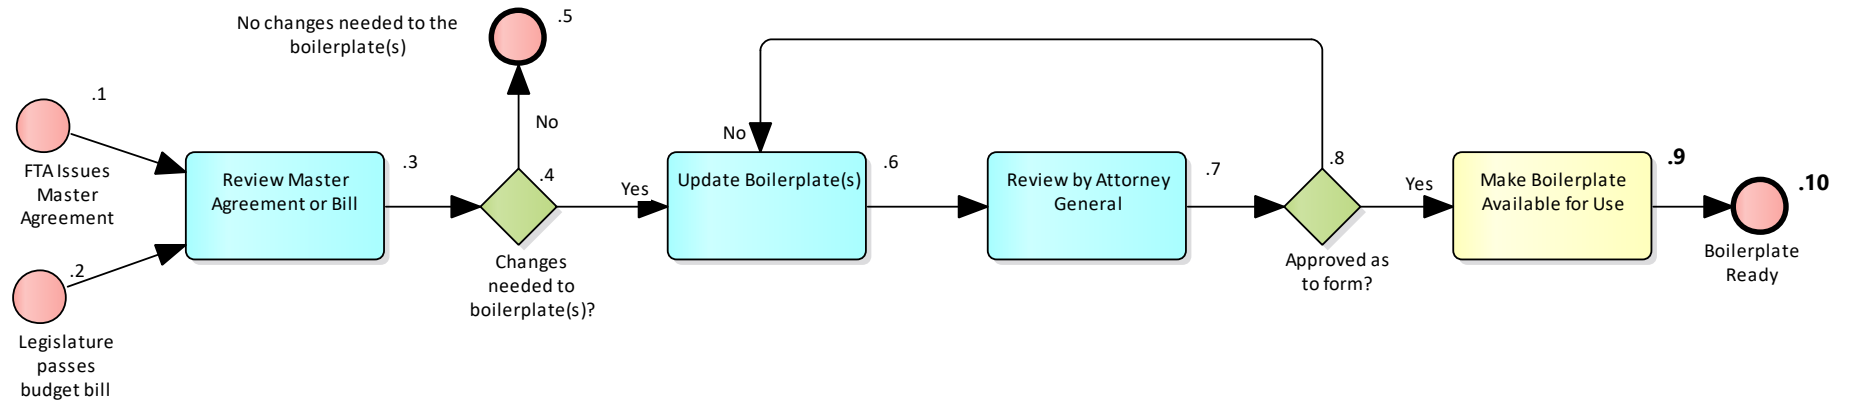 No changes needed to the
boilerplate(s)
.5
.1
FTA Issues
Master
Agreement
.2
Legislature
passes
budget bill
Review Master
Agreement or Bill
.3
No
.4
Changes
needed to
boilerplate(s)?
Yes
No
Update Boilerplate(s)
.6
Review by Attorney
General
.7
.8
Approved as
to form?
Yes
Make Boilerplate
Available for Use
.9
.10
Boilerplate
Ready